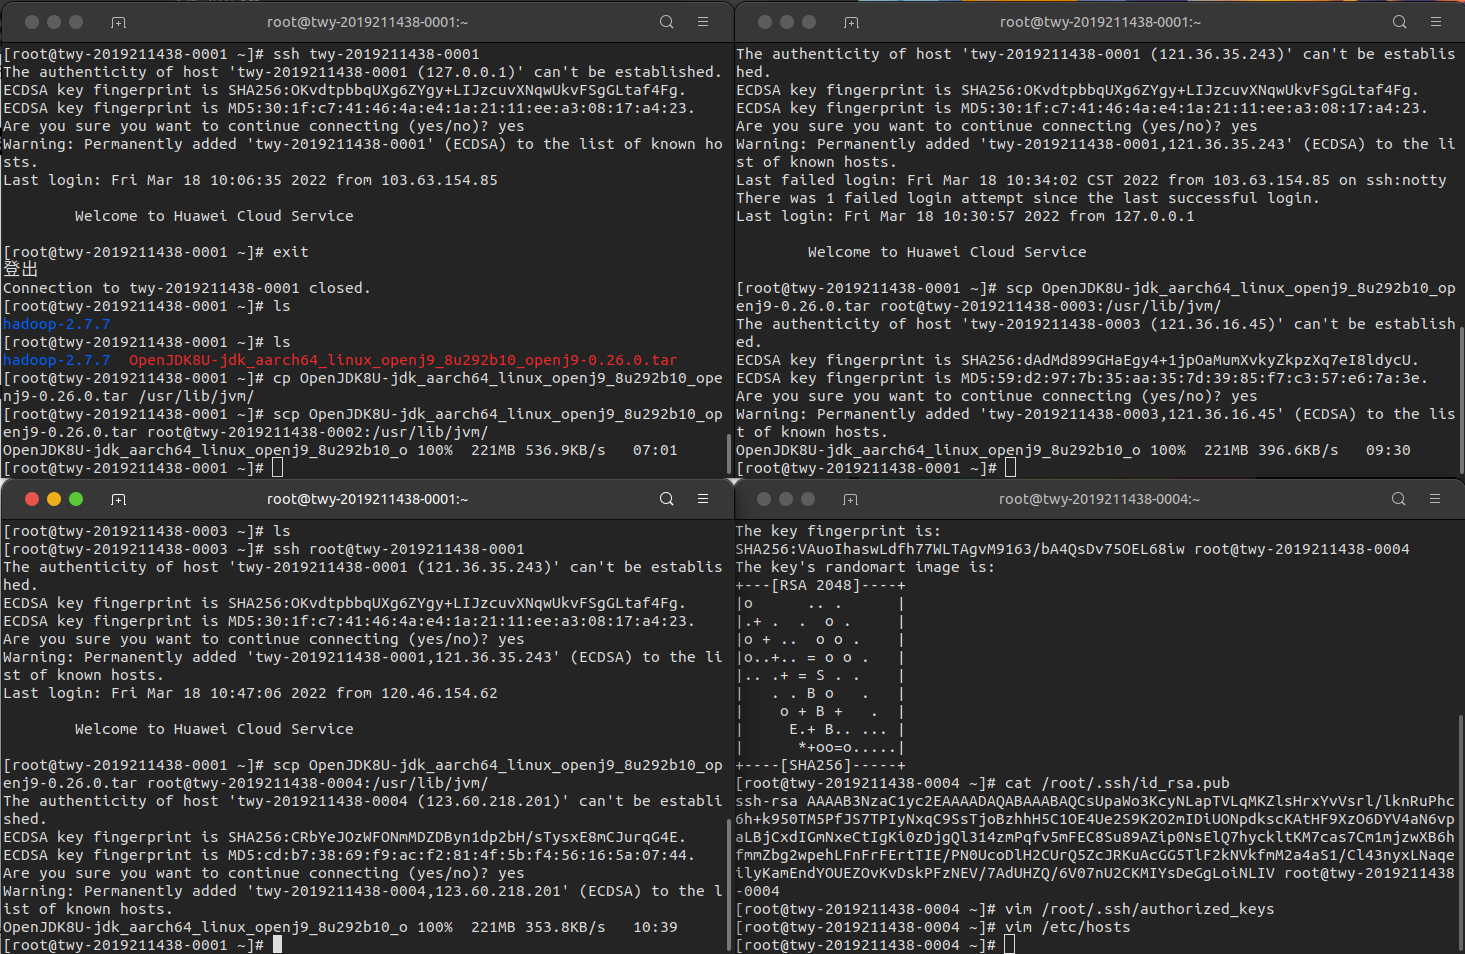 root@twy-2019211438-0001:~
[root@twy-2019211438-0001 ~]# ssh twy-2019211438-0001
The authenticity of host 'twy-2019211438-0001 (127.0.0.1)' can't be established.
ECDSA key fingerprint is SHA256:OKvdtpbbqUXg6ZYgy+LIJzcuvXNqwUkvFSgGLtaf4Fg.
ECDSA key fingerprint is MD5:30:1f:c7:41:46:4a:e4:1a:21:11:ee:a3:08:17:a4:23.
Are you sure you want to continue connecting (yes/no)? yes
Warning: Permanently added 'twy-2019211438-0001' (ECDSA) to the list of known ho
sts.
Last login: Fri Mar 18 10:06:35 2022 from 103.63.154.85
Welcome to Huawei Cloud Service
[root@twy-2019211438-0001 ~]# exit
登出
Connection to twy-2019211438-0001 closed.
[root@twy-2019211438-0001 ~]# ls
hadoop-2.7.7
[root@twy-2019211438-0001 ~]# ls
hadoop-2.7.7  OpenJDK8U-jdk_aarch64_linux_openj9_8u292b10_openj9-0.26.0.tar
[root@twy-2019211438-0001 ~]# cp OpenJDK8U-jdk_aarch64_linux_openj9_8u292b10_ope
nj9-0.26.0.tar /usr/lib/jvm/
[root@twy-2019211438-0001 ~]# scp OpenJDK8U-jdk_aarch64_linux_openj9_8u292b10_op
enj9-0.26.0.tar root@twy-2019211438-0002:/usr/lib/jvm/
OpenJDK8U-jdk_aarch64_linux_openj9_8u292b10_o 100%  221MB 536.9KB/s   07:01
[root@twy-2019211438-0001 ~]#
root@twy-2019211438-0001:~
The authenticity of host 'twy-2019211438-0001 (121.36.35.243)' can't be establis
hed.
ECDSA key fingerprint is SHA256:OKvdtpbbqUXg6ZYgy+LIJzcuvXNqwUkvFSgGLtaf4Fg.
ECDSA key fingerprint is MD5:30:1f:c7:41:46:4a:e4:1a:21:11:ee:a3:08:17:a4:23.
Are you sure you want to continue connecting (yes/no)? yes
Warning: Permanently added 'twy-2019211438-0001,121.36.35.243' (ECDSA) to the li
st of known hosts.
Last failed login: Fri Mar 18 10:34:02 CST 2022 from 103.63.154.85 on ssh:notty
There was 1 failed login attempt since the last successful login.
Last login: Fri Mar 18 10:30:57 2022 from 127.0.0.1
Welcome to Huawei Cloud Service
[root@twy-2019211438-0001 ~]# scp OpenJDK8U-jdk_aarch64_linux_openj9_8u292b10_op
enj9-0.26.0.tar root@twy-2019211438-0003:/usr/lib/jvm/
The authenticity of host 'twy-2019211438-0003 (121.36.16.45)' can't be establish
ed.
ECDSA key fingerprint is SHA256:dAdMd899GHaEgy4+1jpOaMumXvkyZkpzXq7eI8ldycU.
ECDSA key fingerprint is MD5:59:d2:97:7b:35:aa:35:7d:39:85:f7:c3:57:e6:7a:3e.
Are you sure you want to continue connecting (yes/no)? yes
Warning: Permanently added 'twy-2019211438-0003,121.36.16.45' (ECDSA) to the lis
t of known hosts.
OpenJDK8U-jdk_aarch64_linux_openj9_8u292b10_o 100%  221MB 396.6KB/s   09:30
[root@twy-2019211438-0001 ~]#
root@twy-2019211438-0001:~
[root@twy-2019211438-0003 ~]# ls
[root@twy-2019211438-0003 ~]# ssh root@twy-2019211438-0001
The authenticity of host 'twy-2019211438-0001 (121.36.35.243)' can't be establis
hed.
ECDSA key fingerprint is SHA256:OKvdtpbbqUXg6ZYgy+LIJzcuvXNqwUkvFSgGLtaf4Fg.
ECDSA key fingerprint is MD5:30:1f:c7:41:46:4a:e4:1a:21:11:ee:a3:08:17:a4:23.
Are you sure you want to continue connecting (yes/no)? yes
Warning: Permanently added 'twy-2019211438-0001,121.36.35.243' (ECDSA) to the li
st of known hosts.
Last login: Fri Mar 18 10:47:06 2022 from 120.46.154.62
Welcome to Huawei Cloud Service
[root@twy-2019211438-0001 ~]# scp OpenJDK8U-jdk_aarch64_linux_openj9_8u292b10_op
enj9-0.26.0.tar root@twy-2019211438-0004:/usr/lib/jvm/
The authenticity of host 'twy-2019211438-0004 (123.60.218.201)' can't be establi
shed.
ECDSA key fingerprint is SHA256:CRbYeJOzWFONmMDZDByn1dp2bH/sTysxE8mCJurqG4E.
ECDSA key fingerprint is MD5:cd:b7:38:69:f9:ac:f2:81:4f:5b:f4:56:16:5a:07:44.
Are you sure you want to continue connecting (yes/no)? yes
Warning: Permanently added 'twy-2019211438-0004,123.60.218.201' (ECDSA) to the l
ist of known hosts.
OpenJDK8U-jdk_aarch64_linux_openj9_8u292b10_o 100%  221MB 353.8KB/s   10:39
[root@twy-2019211438-0001 ~]#
root@twy-2019211438-0004:~
The key fingerprint is:
SHA256:VAuoIhaswLdfh77WLTAgvM9163/bA4QsDv75OEL68iw root@twy-2019211438-0004
The key's randomart image is:
+---[RSA 2048]----+
|o      .. .      |
|.+ .  .  o .     |
|o + ..  o o .    |
|o..+.. = o o .   |
|.. .+ = S . .    |
|   . . B o   .   |
|    o + B +   .  |
|     E.+ B.. ... |
|      *+oo=o.....|
+----[SHA256]-----+
[root@twy-2019211438-0004 ~]# cat /root/.ssh/id_rsa.pub
ssh-rsa AAAAB3NzaC1yc2EAAAADAQABAAABAQCsUpaWo3KcyNLapTVLqMKZlsHrxYvVsrl/lknRuPhc
6h+k950TM5PfJS7TPIyNxqC9SsTjoBzhhH5C1OE4Ue2S9K2O2mIDiUONpdkscKAtHF9XzO6DYV4aN6vp
aLBjCxdIGmNxeCtIgKi0zDjgQl314zmPqfv5mFEC8Su89AZip0NsElQ7hyckltKM7cas7Cm1mjzwXB6h
fmmZbg2wpehLFnFrFErtTIE/PN0UcoDlH2CUrQ5ZcJRKuAcGG5TlF2kNVkfmM2a4aS1/Cl43nyxLNaqe
ilyKamEndYOUEZOvKvDskPFzNEV/7AdUHZQ/6V07nU2CKMIYsDeGgLoiNLIV root@twy-2019211438
-0004
[root@twy-2019211438-0004 ~]# vim /root/.ssh/authorized_keys
[root@twy-2019211438-0004 ~]# vim /etc/hosts
[root@twy-2019211438-0004 ~]#